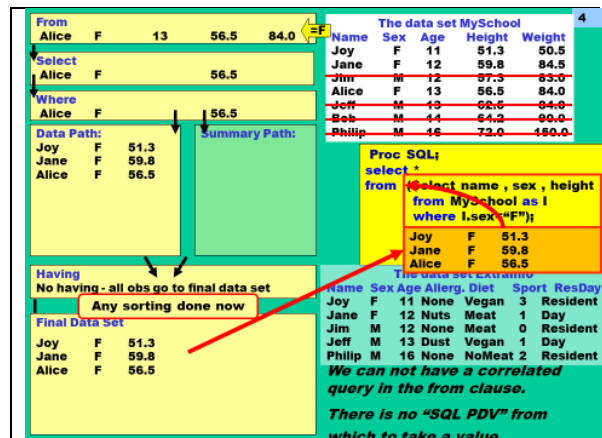 From
Alice F 13 56.5 84.0
=F
Select
Alice F 56.5
Where
Alice F 56.5
Data Path:
Joy F 51.3
Jane F 59.8
Alice F 56.5
Summary Path:
Having
No having - all obs go to final data set
Any sorting done now
Final Data Set
Joy F 51.3
Jane F 59.8
Alice F 56.5
4
The data set MySchool
Name Sex Age Height Weight
Joy F 11 51.3 50.5
Jane F 12 59.8 84.5
Jim M 12 57.3 83.0
Alice F 13 56.5 84.0
Jeff M 13 62.5 84.0
Bob M 14 64.2 90.0
Philip M 16 72.0 150.0
Proc SQL;
select *
from (Select name , sex , height
from MySchool as I
where I.sex="F");
Joy F 51.3
Jane F 59.8
Alice F 56.5
The data set ExtraInfo
Name Sex Age Allerg. Diet Sport ResDay
Joy F 11 None Vegan 3 Resident
Jane F 12 Nuts Meat 1 Day
Jim M 12 None Meat 0 Resident
Jeff M 13 Dust Vegan 1 Day
Philip M 16 None NoMeat 2 Resident
We can not have a correlated
query in the from clause.
There is no "SQL PDV" from
which to take a value